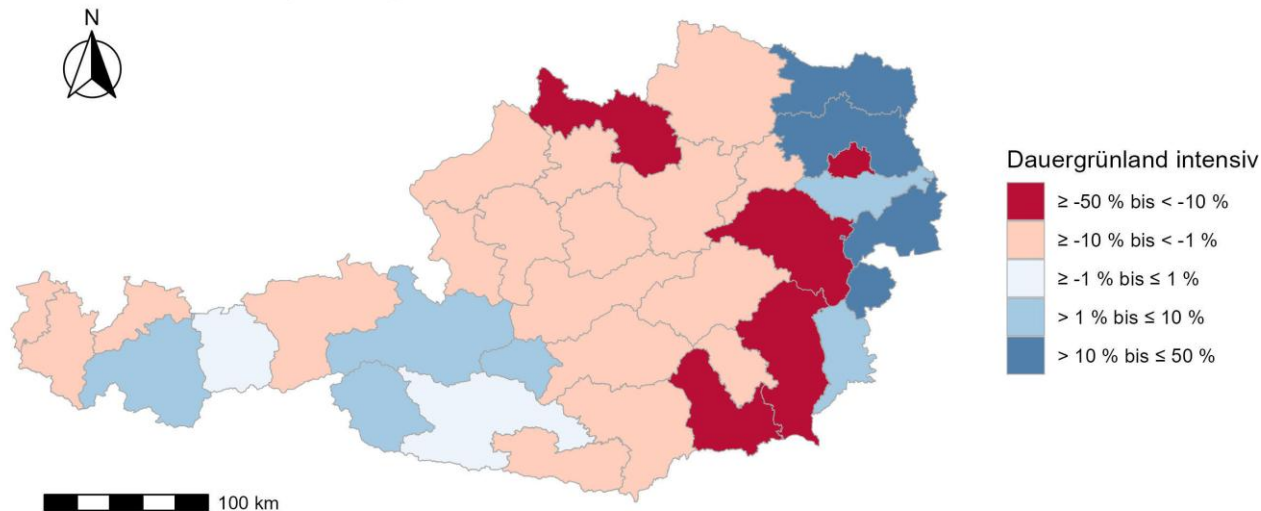 N
Dauergrünland intensiv
≥ -50 % bis < -10 %
≥ -10 % bis < -1 %
≥ -1 % bis ≤ 1 %
> 1 % bis ≤ 10 %
> 10 % bis ≤ 50 %
100 km